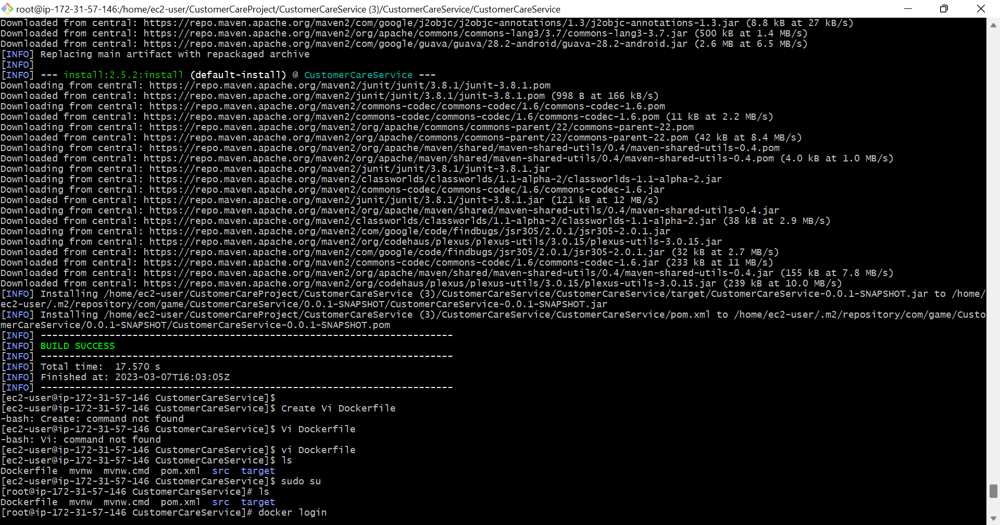 root@ip-172-31-57-146:/home/ec2-user/CustomerCareProject/CustomerCareService (3)/CustomerCareService/CustomerCareService
Downloaded from central: https://repo.maven.apache.org/maven2/com/google/j2objc/j2objc-annotations/1.3/j2objc-annotations-1.3.jar (8.8 kB at 27 kB/s)
Downloaded from central: https://repo.maven.apache.org/maven2/org/apache/commons/commons-lang3/3.7/commons-lang3-3.7.jar (500 kB at 1.4 MB/s)
Downloaded from central: https://repo.maven.apache.org/maven2/com/google/guava/guava/28.2-android/guava-28.2-android.jar (2.6 MB at 6.5 MB/s)
[INFO] Replacing main artifact with repackaged archive
[INFO]
[INFO] --- install:2.5.2:install (default-install) @ CustomerCareService ---
Downloading from central: https://repo.maven.apache.org/maven2/junit/junit/3.8.1/junit-3.8.1.pom
Downloaded from central: https://repo.maven.apache.org/maven2/junit/junit/3.8.1/junit-3.8.1.pom (998 B at 166 kB/s)
Downloading from central: https://repo.maven.apache.org/maven2/commons-codec/commons-codec/1.6/commons-codec-1.6.pom
Downloaded from central: https://repo.maven.apache.org/maven2/commons-codec/commons-codec/1.6/commons-codec-1.6.pom (11 kB at 2.2 MB/s)
Downloading from central: https://repo.maven.apache.org/maven2/org/apache/commons/commons-parent/22/commons-parent-22.pom
Downloaded from central: https://repo.maven.apache.org/maven2/org/apache/commons/commons-parent/22/commons-parent-22.pom (42 kB at 8.4 MB/s)
Downloading from central: https://repo.maven.apache.org/maven2/org/apache/maven/shared/maven-shared-utils/0.4/maven-shared-utils-0.4.pom
Downloaded from central: https://repo.maven.apache.org/maven2/org/apache/maven/shared/maven-shared-utils/0.4/maven-shared-utils-0.4.pom (4.0 kB at 1.0 MB/s)
Downloading from central: https://repo.maven.apache.org/maven2/junit/junit/3.8.1/junit-3.8.1.jar
Downloading from central: https://repo.maven.apache.org/maven2/classworlds/classworlds/1.1-alpha-2/classworlds-1.1-alpha-2.jar
Downloading from central: https://repo.maven.apache.org/maven2/commons-codec/commons-codec/1.6/commons-codec-1.6.jar
Downloaded from central: https://repo.maven.apache.org/maven2/junit/junit/3.8.1/junit-3.8.1.jar (121 kB at 12 MB/s)
Downloading from central: https://repo.maven.apache.org/maven2/org/apache/maven/shared/maven-shared-utils/0.4/maven-shared-utils-0.4.jar
Downloaded from central: https://repo.maven.apache.org/maven2/classworlds/classworlds/1.1-alpha-2/classworlds-1.1-alpha-2.jar (38 kB at 2.9 MB/s)
Downloading from central: https://repo.maven.apache.org/maven2/com/google/code/findbugs/jsr305/2.0.1/jsr305-2.0.1.jar
Downloading from central: https://repo.maven.apache.org/maven2/org/codehaus/plexus/plexus-utils/3.0.15/plexus-utils-3.0.15.jar
Downloaded from central: https://repo.maven.apache.org/maven2/com/google/code/findbugs/jsr305/2.0.1/jsr305-2.0.1.jar (32 kB at 2.7 MB/s)
Downloaded from central: https://repo.maven.apache.org/maven2/commons-codec/commons-codec/1.6/commons-codec-1.6.jar (233 kB at 11 MB/s)
Downloaded from central: https://repo.maven.apache.org/maven2/org/apache/maven/shared/maven-shared-utils/0.4/maven-shared-utils-0.4.jar (155 kB at 7.8 MB/s)
Downloaded from central: https://repo.maven.apache.org/maven2/org/codehaus/plexus/plexus-utils/3.0.15/plexus-utils-3.0.15.jar (239 kB at 10.0 MB/s)
[INFO] Installing /home/ec2-user/CustomerCareProject/CustomerCareService (3)/CustomerCareService/CustomerCareService/target/CustomerCareService-0.0.1-SNAPSHOT.jar to /home/
ec2-user/.m2/repository/com/game/CustomerCareService/0.0.1-SNAPSHOT/CustomerCareService-0.0.1-SNAPSHOT.jar
[INFO] Installing /home/ec2-user/CustomerCareProject/CustomerCareService (3)/CustomerCareService/CustomerCareService/pom.xml to /home/ec2-user/.m2/repository/com/game/Custo
merCareService/0.0.1-SNAPSHOT/CustomerCareService-0.0.1-SNAPSHOT.pom
[INFO] ------------------------------------------------------------------------
[INFO] BUILD SUCCESS
[INFO] ------------------------------------------------------------------------
[INFO] Total time:  17.570 s
[INFO] Finished at: 2023-03-07T16:03:05Z
[INFO] ------------------------------------------------------------------------
[ec2-user@ip-172-31-57-146 CustomerCareService]$
[ec2-user@ip-172-31-57-146 CustomerCareService]$ Create Vi Dockerfile
-bash: Create: command not found
[ec2-user@ip-172-31-57-146 CustomerCareService]$ Vi Dockerfile
-bash: Vi: command not found
[ec2-user@ip-172-31-57-146 CustomerCareService]$ vi Dockerfile
[ec2-user@ip-172-31-57-146 CustomerCareService]$ ls
Dockerfile  mvnw  mvnw.cmd  pom.xml  src  target
[ec2-user@ip-172-31-57-146 CustomerCareService]$ sudo su
[root@ip-172-31-57-146 CustomerCareService]# ls
Dockerfile  mvnw  mvnw.cmd  pom.xml  src  target
[root@ip-172-31-57-146 CustomerCareService]# docker login